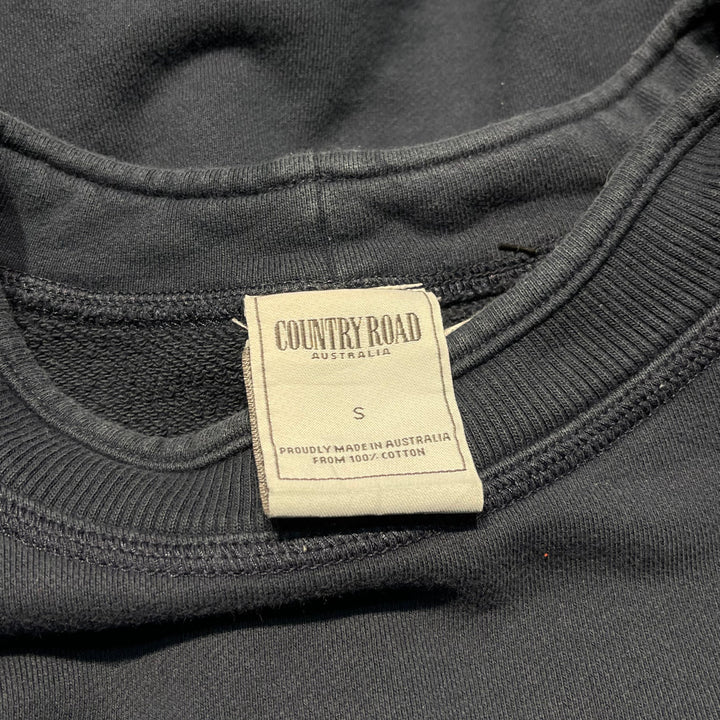 COUNTRY ROAD
AUSTRALIA
S
PROUDLY MADE IN AUSTRALIA
FROM 100% COTTON